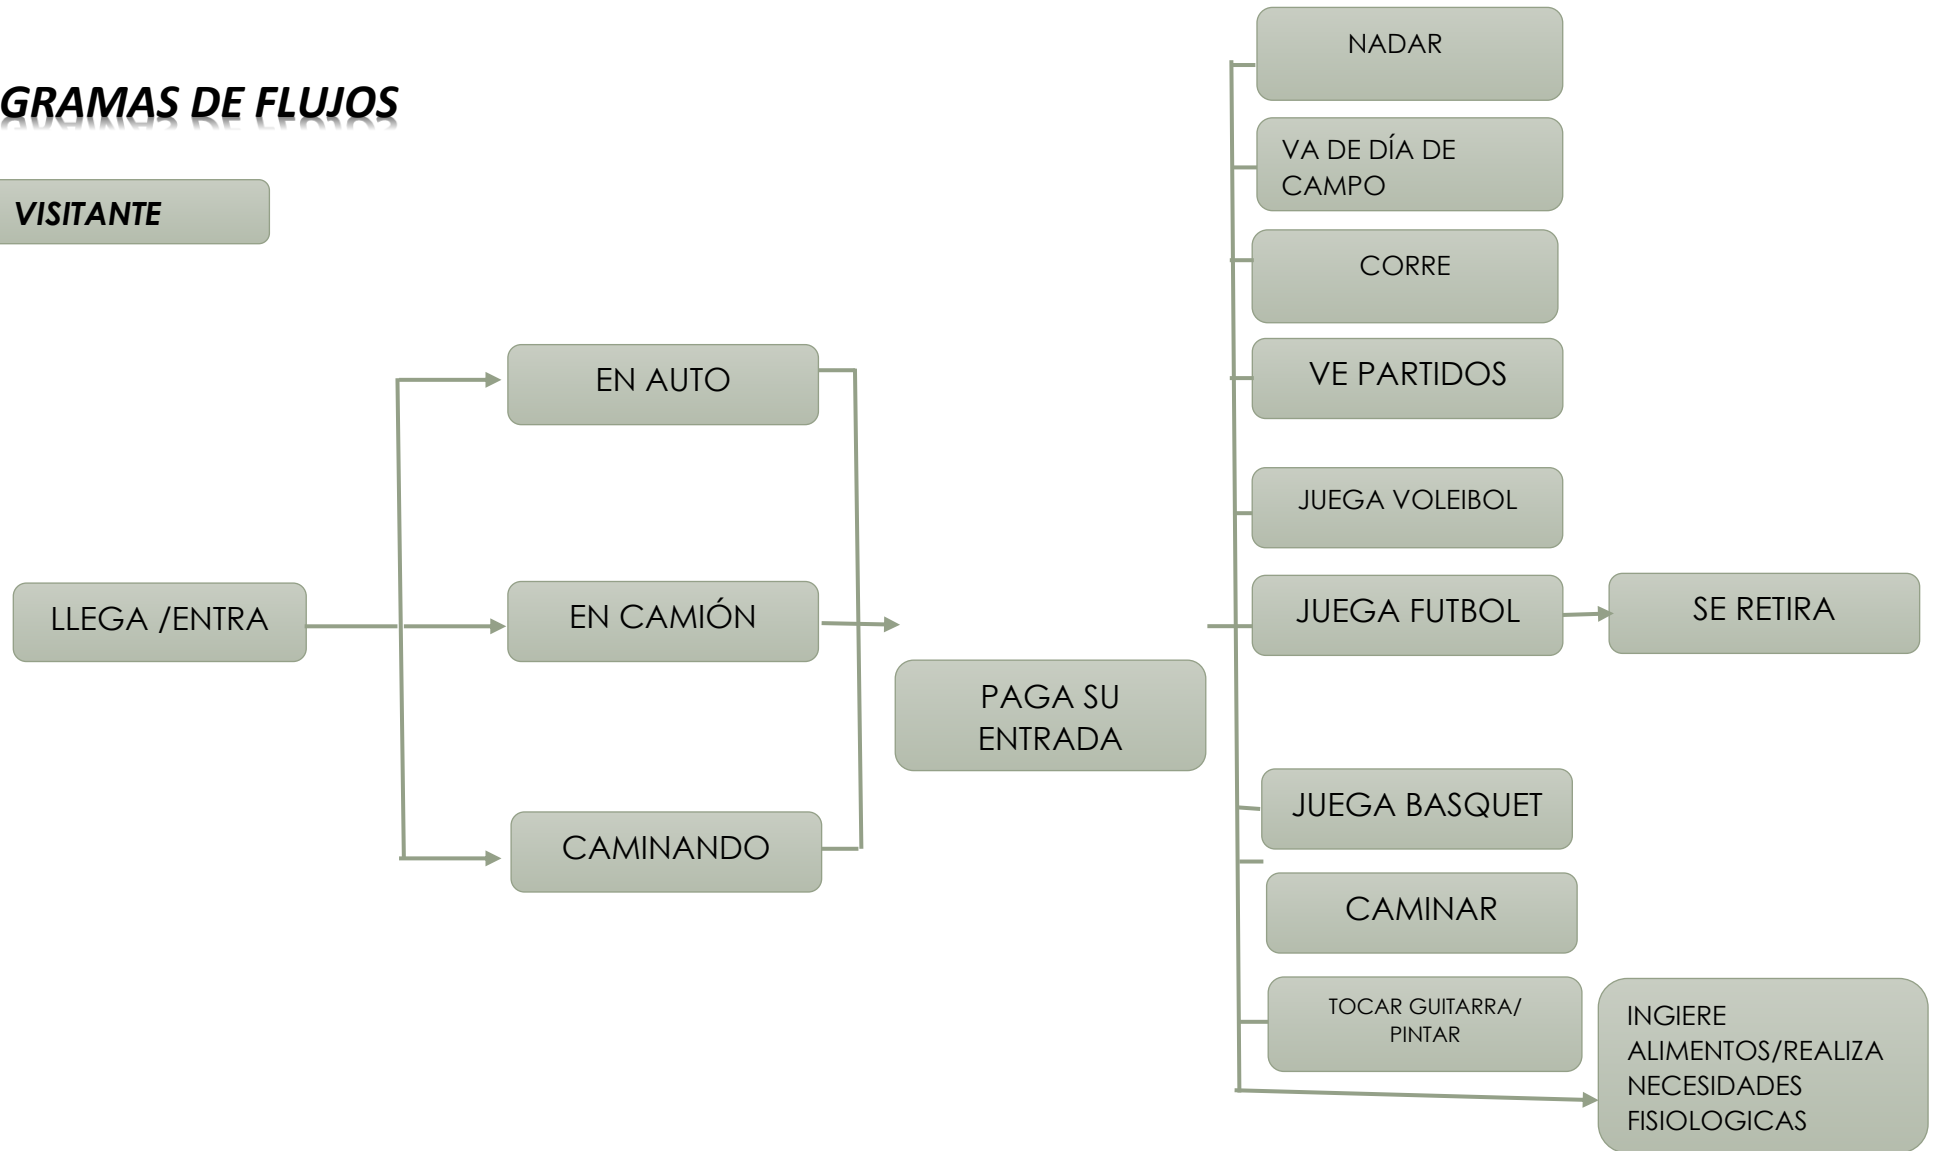 GRAMAS DE FLUJOS
VISITANTE
LLEGA /ENTRA
EN AUTO
EN CAMIÓN
CAMINANDO
PAGA SU
ENTRADA
NADAR
VA DE DÍA DE
CAMPO
CORRE
VE PARTIDOS
JUEGA VOLEIBOL
JUEGA FUTBOL
SE RETIRA
JUEGA BASQUET
CAMINAR
TOCAR GUITARRA/
PINTAR
INGIERE
ALIMENTOS/REALIZA
NECESIDADES
FISIOLOGICAS